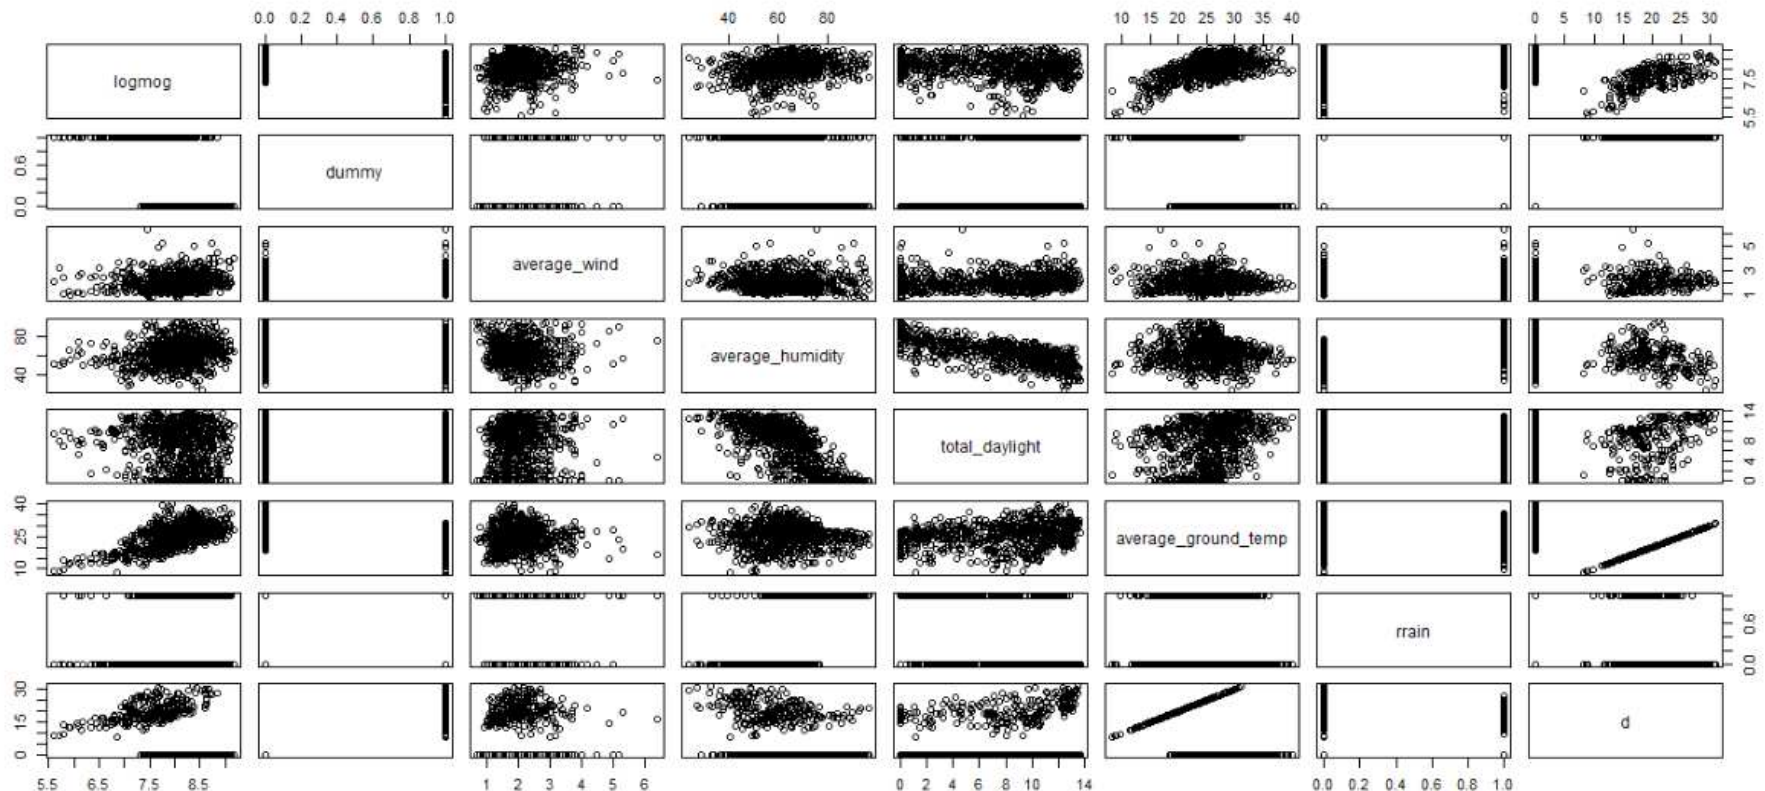 0.0 0.2 0.4 0.6 0.8 1.0 40 60 80 10 15 20 25 30 35 40 0 5 10 15 20 25 30
logmog
5.5 7.5
0.0 0.6
dummy
average_wind
1 3 5
40 80
average_humidity
total_daylight
0 4 8 14
10 25 40
average_ground_temp
rrain
0.0 0.6
0 15 30
d
5.5 6.5 7.5 8.5 1 2 3 4 5 6 0 2 4 6 8 10 14 0.0 0.2 0.4 0.6 0.8 1.0